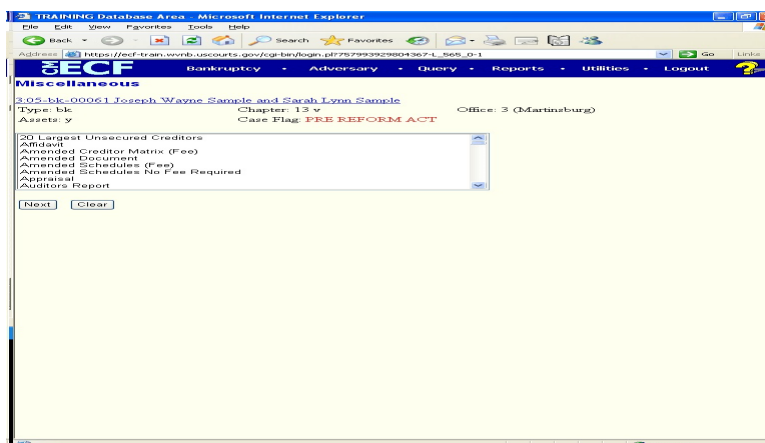 TRAINING Database Area - Microsoft Internet Explorer
File Edit View Favorites Tools Help
Back Search Favorites
Address https://ecf-train.wvnb.uscourts.gov/cgi-bin/login.pl?757993929804367-L_565_0-1 Go Links
CM ECF Bankruptcy • Adversary • Query • Reports • Utilities • Logout ?
Miscellaneous
3:05-bk-00061 Joseph Wayne Sample and Sarah Lynn Sample
Type: bk Chapter: 13 v Office: 3 (Martinsburg)
Assets: y Case Flag: PRE REFORM ACT
20 Largest Unsecured Creditors
Affidavit
Amended Creditor Matrix (Fee)
Amended Document
Amended Schedules (Fee)
Amended Schedules No Fee Required
Appraisal
Auditors Report
Next Clear